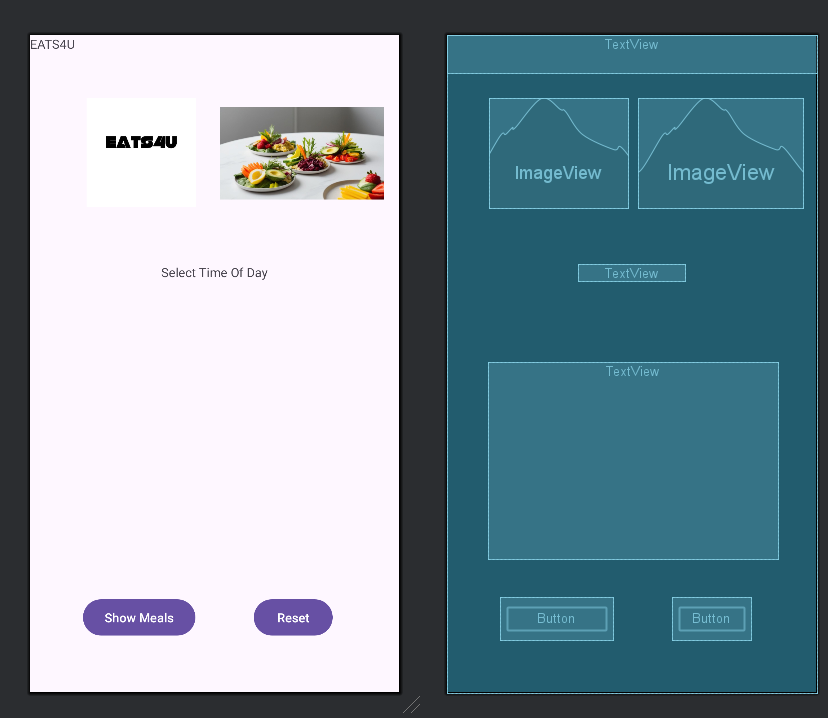 EATS4U
TextView
EATS4U
ImageView
ImageView
Select Time Of Day
TextView
TextView
Show Meals
Reset
Button
Button